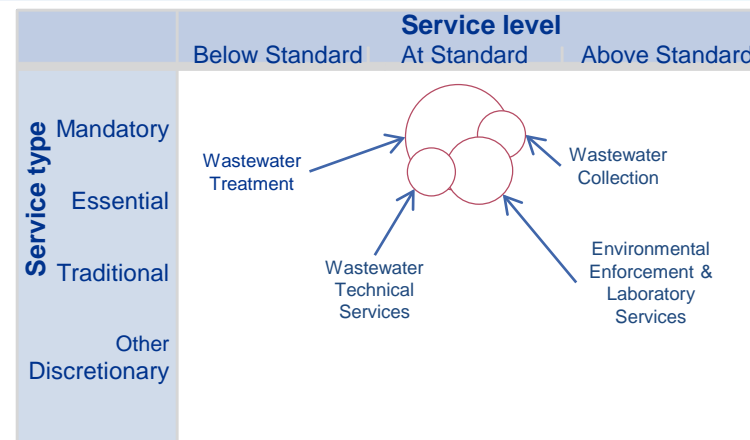 Service level
Below Standard
At Standard
Above Standard
Service type
Mandatory
Essential
Traditional
Other
Discretionary
Wastewater
Treatment
Wastewater
Collection
Wastewater
Technical
Services
Environmental
Enforcement &
Laboratory
Services